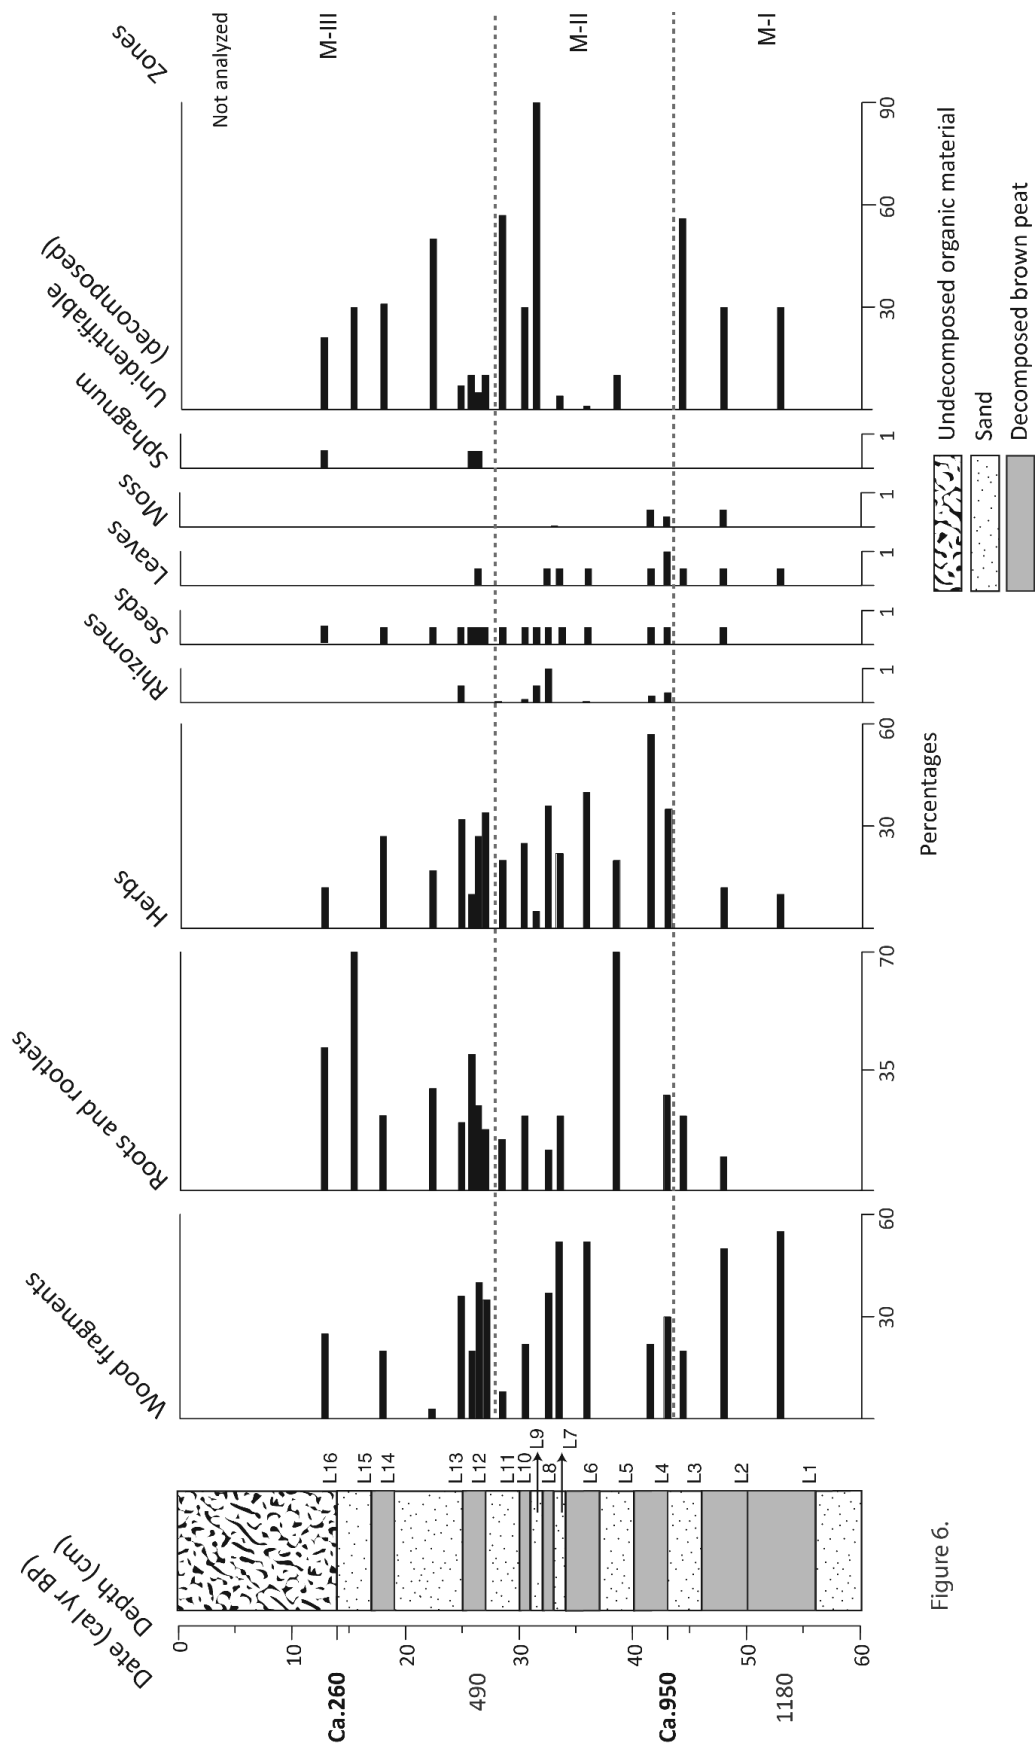 Date (cal yr BP)
Depth (cm)
Wood fragments
Roots and rootlets
Herbs
Rhizomes
Seeds
Leaves
Moss
Sphagnum
Unidentifiable
(decomposed)
Zones
0
10
20
30
40
50
60
Ca.260
490
Ca.950
1180
L16
L15
L14
L13
L12
L11
L10
L9
L8
L7
L6
L5
L4
L3
L2
L1
Not analyzed
M-III
M-II
M-I
30 60
35 70
30 60
1
1
1
1
1
30 60 90
Percentages
Undecomposed organic material
Sand
Decomposed brown peat
Figure 6.